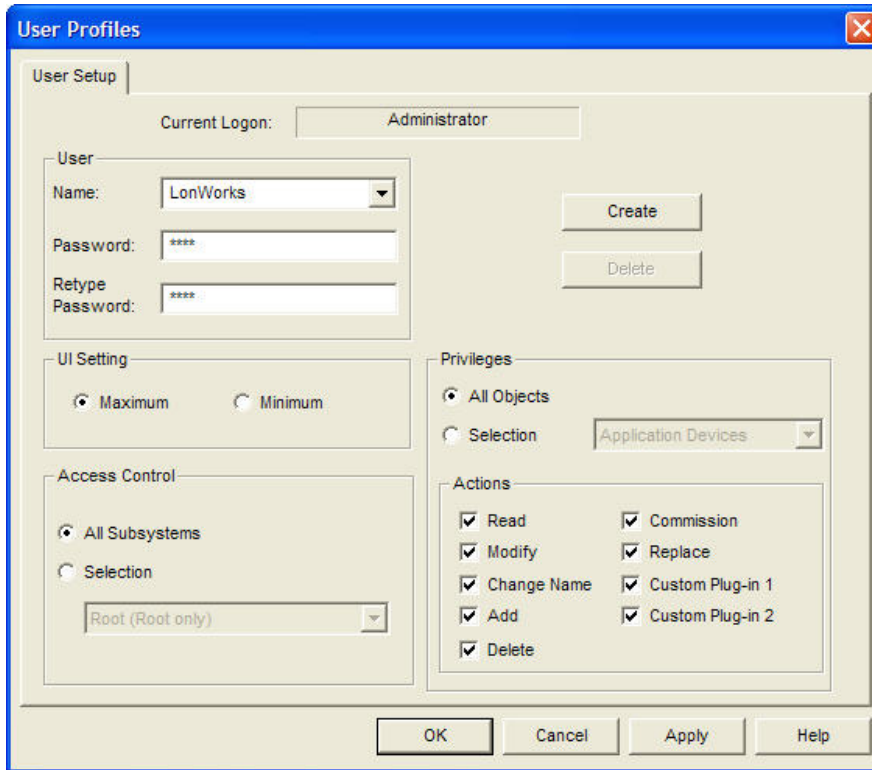 User Profiles
User Setup
Current Logon: Administrator
User
Name: LonWorks
Create
Password: ****
Delete
Retype
Password: ****
UI Setting
Maximum Minimum
Privileges
All Objects
Selection Application Devices
Access Control
All Subsystems
Selection
Root (Root only)
Actions
Read Commission
Modify Replace
Change Name Custom Plug-in 1
Add Custom Plug-in 2
Delete
OK Cancel Apply Help